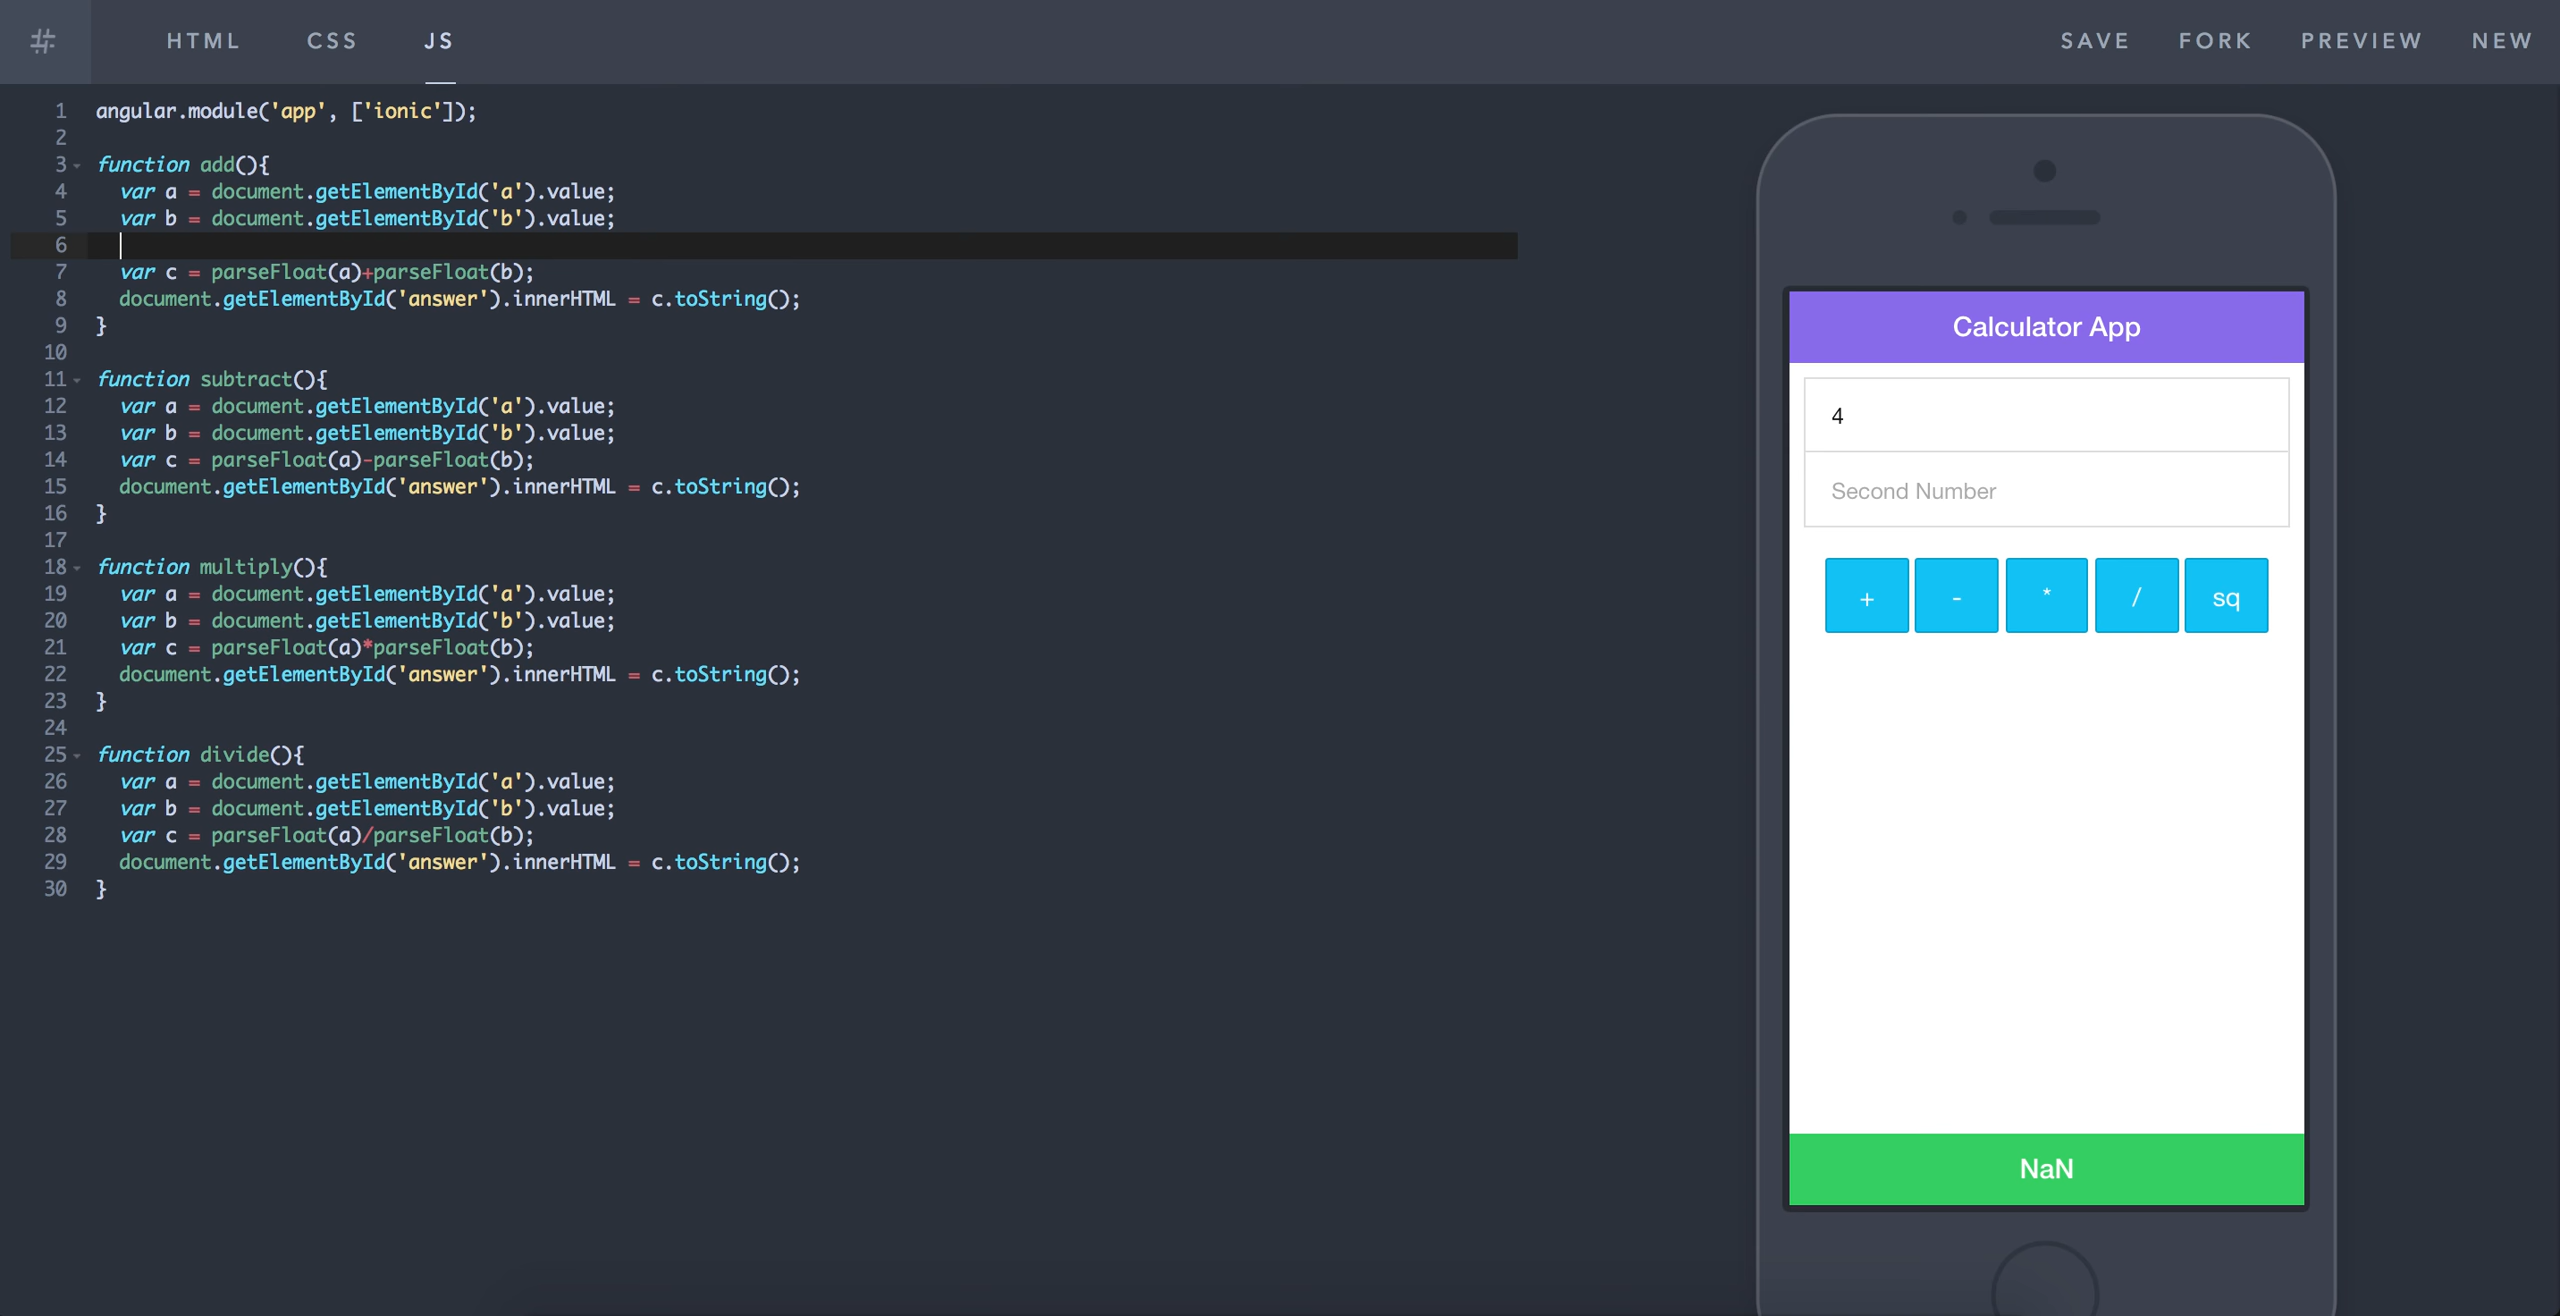 HTML CSS JS SAVE FORK PREVIEW NEW
1 angular.module('app', ['ionic']);
2
3 function add(){
4 var a = document.getElementById('a').value;
5 var b = document.getElementById('b').value;
6
7 var c = parseFloat(a)+parseFloat(b);
8 document.getElementById('answer').innerHTML = c.toString();
9 }
10
11 function subtract(){
12 var a = document.getElementById('a').value;
13 var b = document.getElementById('b').value;
14 var c = parseFloat(a)-parseFloat(b);
15 document.getElementById('answer').innerHTML = c.toString();
16 }
17
18 function multiply(){
19 var a = document.getElementById('a').value;
20 var b = document.getElementById('b').value;
21 var c = parseFloat(a)*parseFloat(b);
22 document.getElementById('answer').innerHTML = c.toString();
23 }
24
25 function divide(){
26 var a = document.getElementById('a').value;
27 var b = document.getElementById('b').value;
28 var c = parseFloat(a)/parseFloat(b);
29 document.getElementById('answer').innerHTML = c.toString();
30 }
Calculator App
4
Second Number
+ - * / sq
NaN